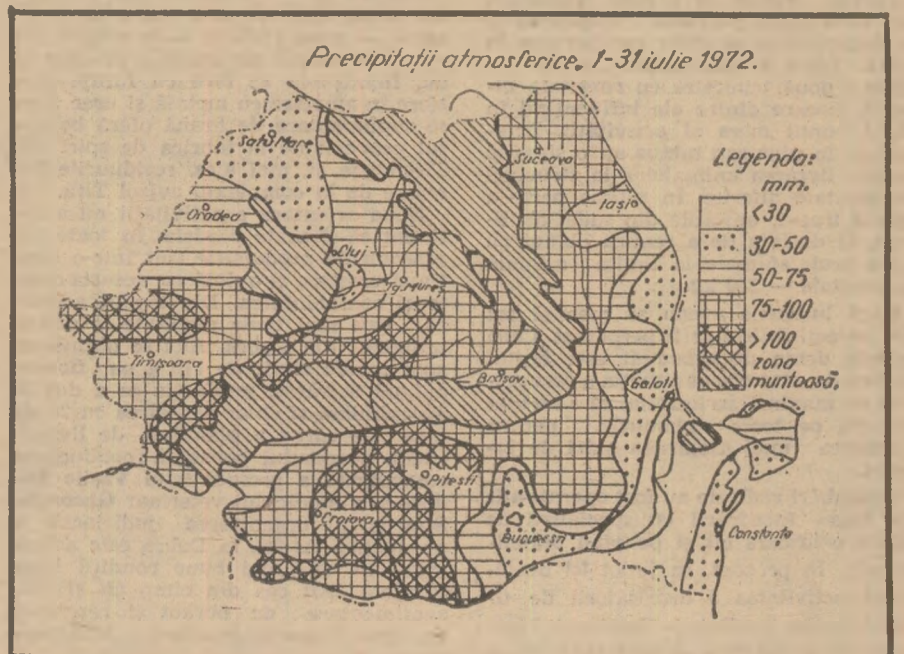 Precipitații atmosferice. 1-31 iulie 1972.
Legenda:
mm.
<30
30-50
50-75
75-100
>100
zona
muntoasă.
Satu Mare
Suceava
Oradea
Iași
Cluj
Tg. Mureș
Timișoara
Brașov
Galați
Pitești
Craiova
București
Constanța